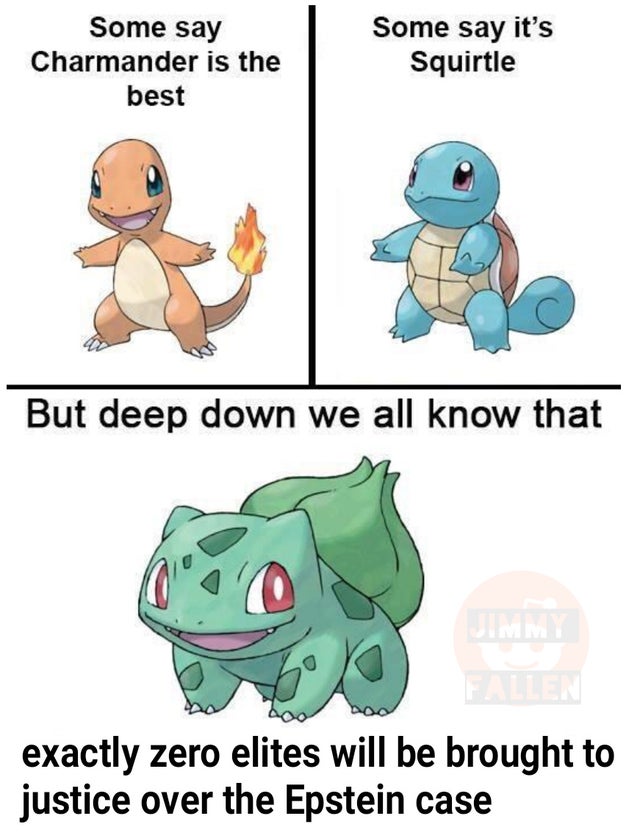 Some say
Charmander is the
best
Some say it's
Squirtle
But deep down we all know that
JIMMY
FALLEN
exactly zero elites will be brought to
justice over the Epstein case